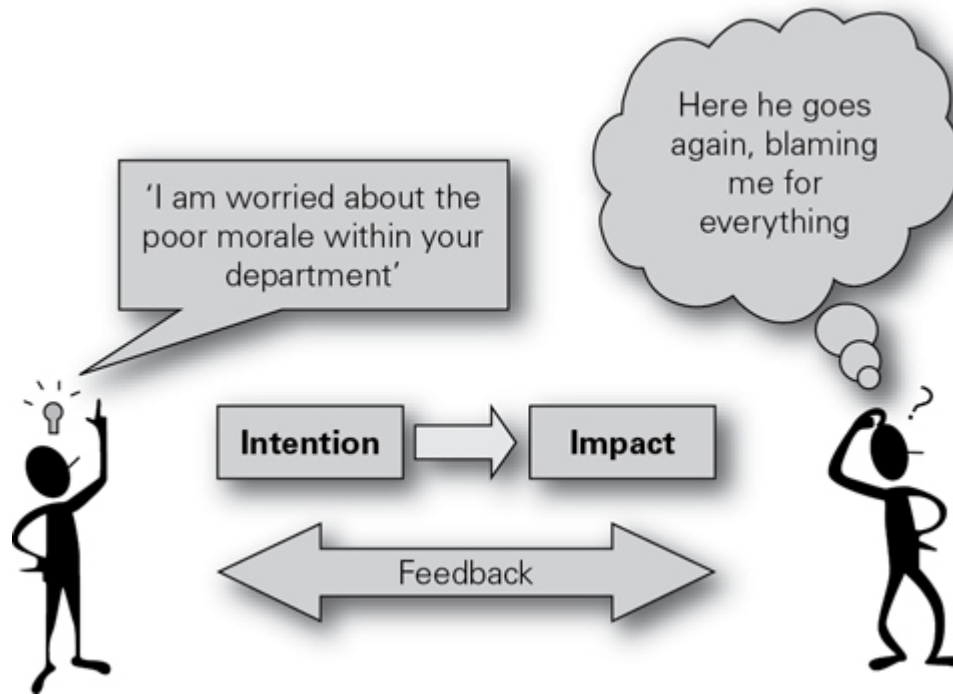 ‘I am worried about the
poor morale within your
department’
Here he goes
again, blaming
me for
everything
?
Intention
Impact
Feedback